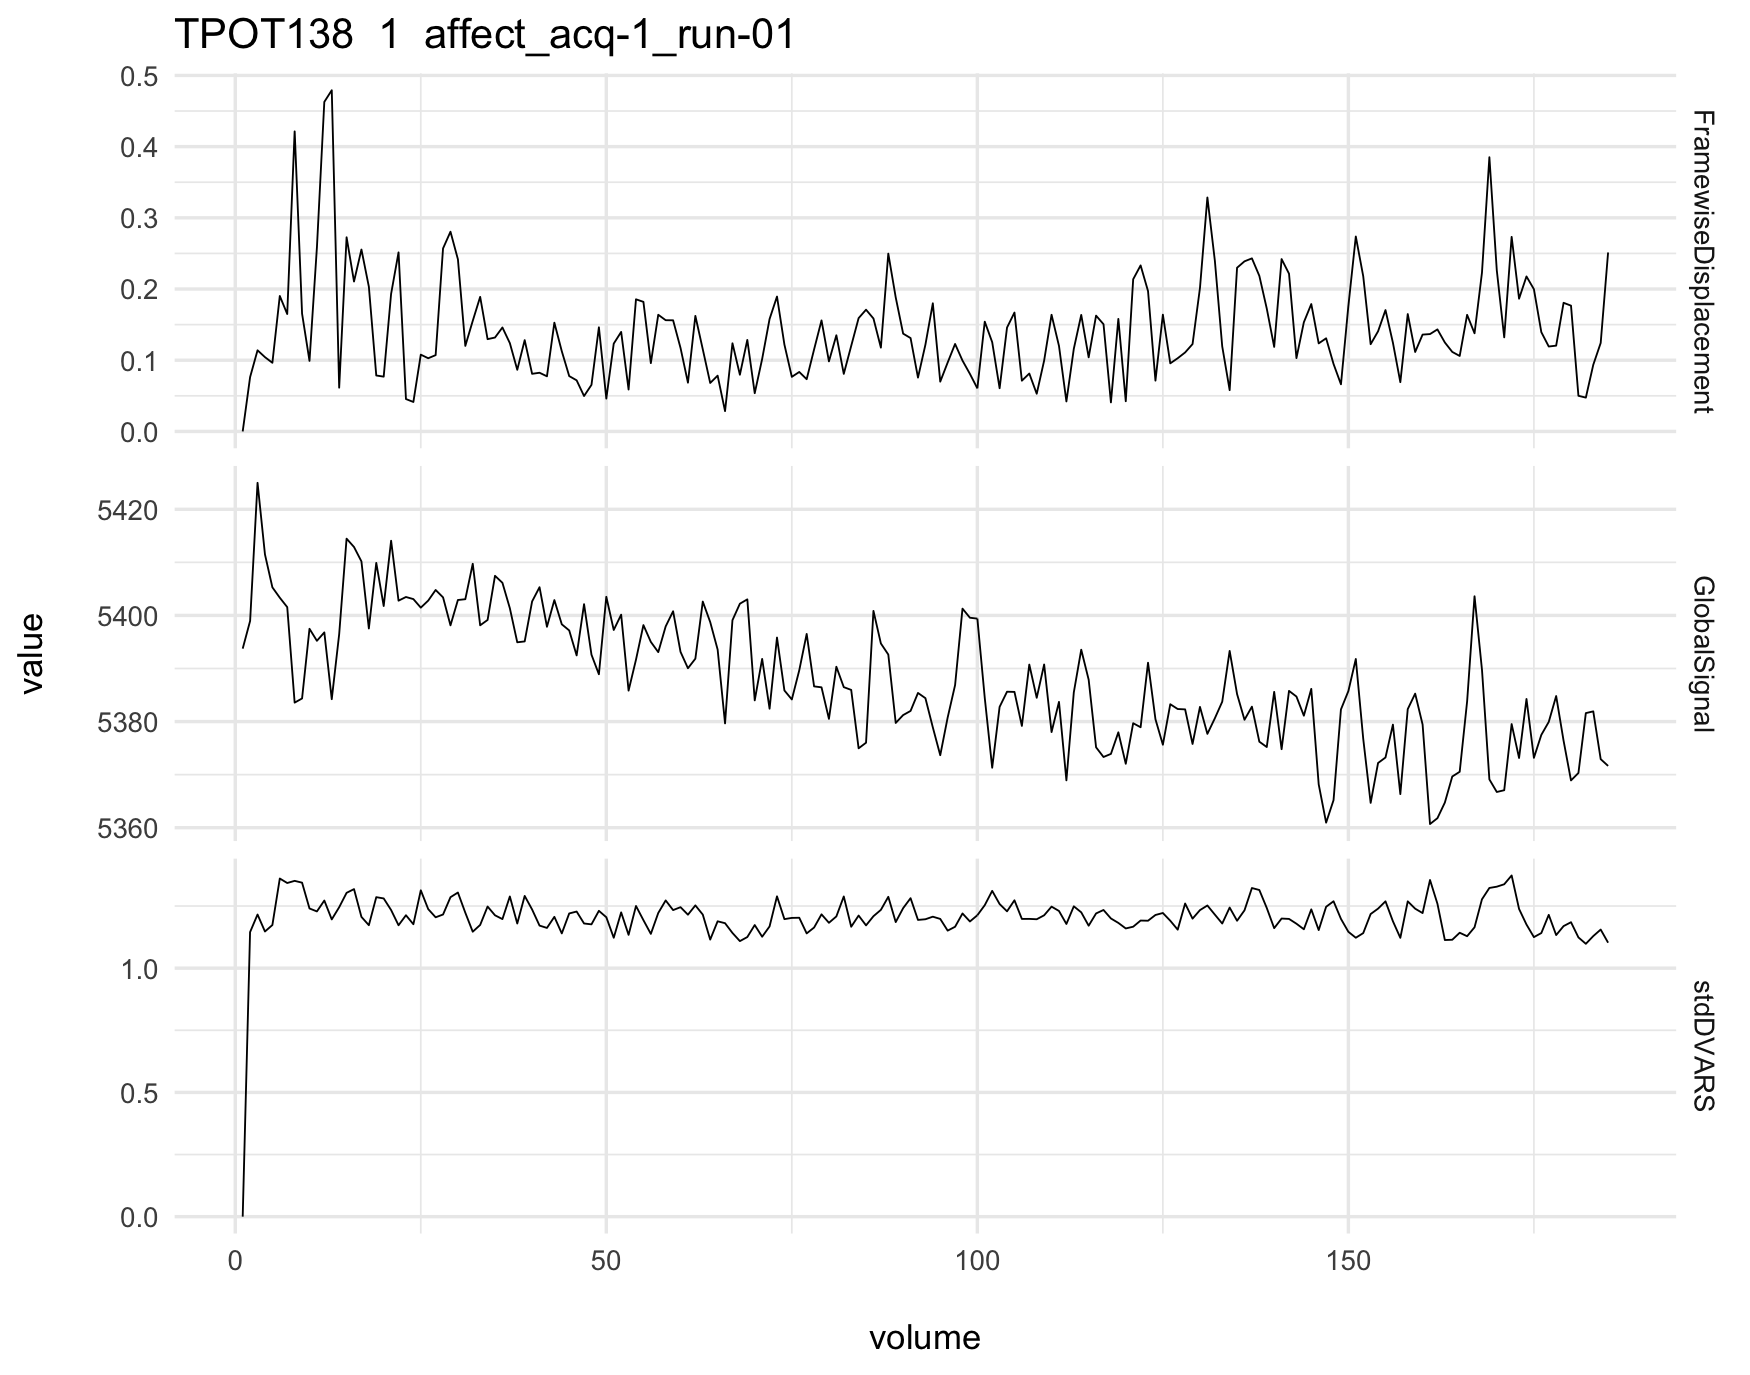 TPOT138 1 affect_acq-1_run-01
0.5
0.4
0.3
0.2
0.1
0.0
FramewiseDisplacement
5420
5400
5380
5360
GlobalSignal
value
1.0
0.5
0.0
stdDVARS
0 50 100 150
volume